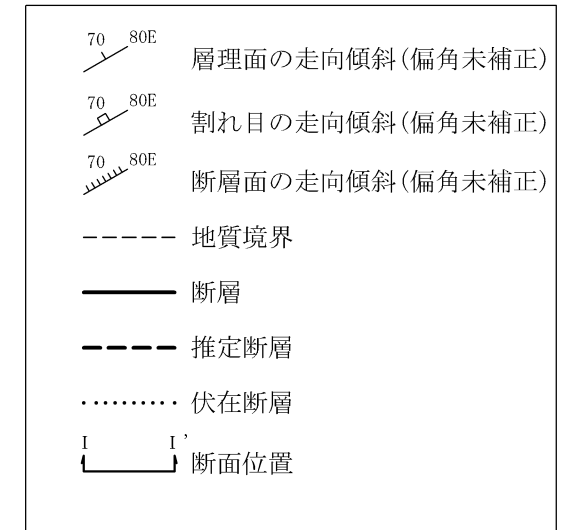 70 80E 層理面の走向傾斜(偏角未補正)
70 80E 割れ目の走向傾斜(偏角未補正)
70 80E 断層面の走向傾斜(偏角未補正)
地質境界
断層
推定断層
伏在断層
I I' 断面位置